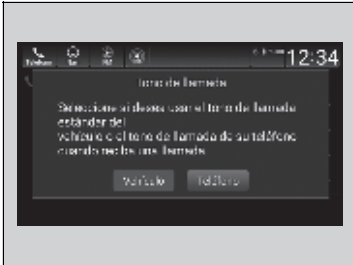 Teléfono
12:34
Tono de llamada
Seleccione si desea usar el tono de llamada
estándar del
vehículo o el tono de llamada de su teléfono
cuando reciba una llamada.
Vehículo
Teléfono